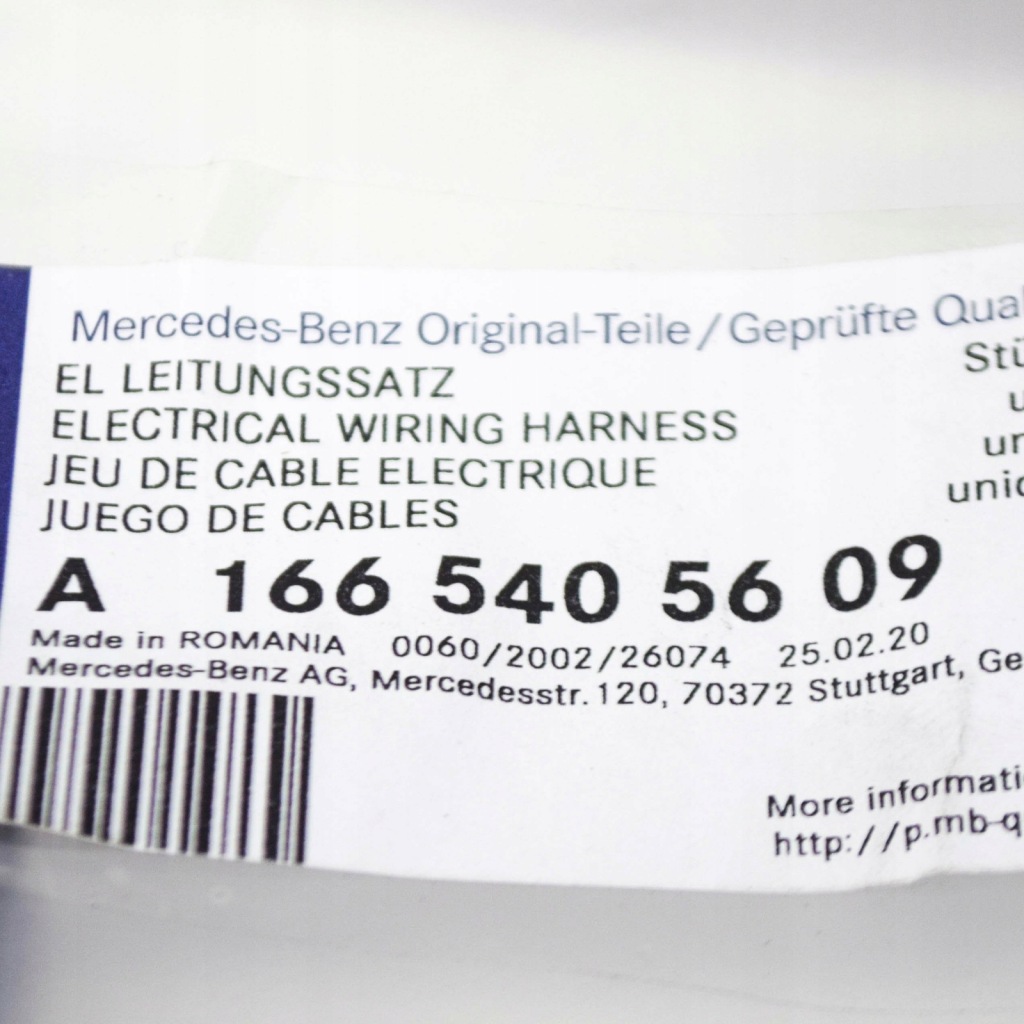 Mercedes-Benz Original-Teile/Geprüfte
EL LEITUNGSSATZ
ELECTRICAL WIRING HARNESS
JEU DE CABLE ELECTRIQUE
JUEGO DE CABLES
A 166 540 56 09
Made in ROMANIA 0060/2002/26074 25.02.20
Mercedes-Benz AG, Mercedesstr. 120, 70372 Stuttgart,
More